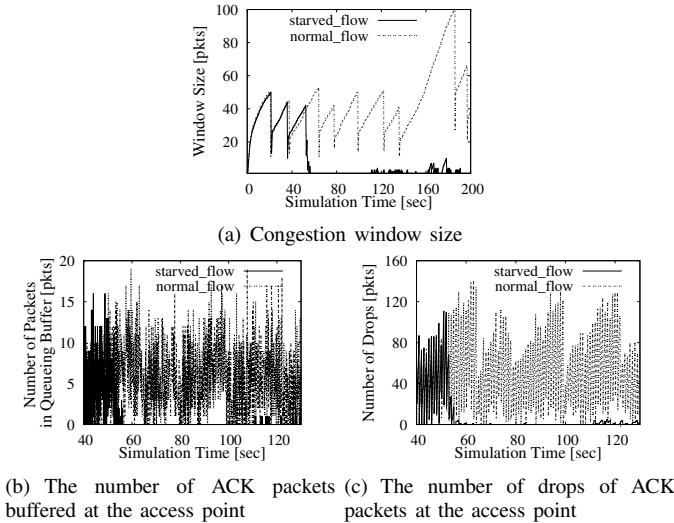 starved_flow
normal_flow
100
80
60
40
20
Window Size [pkts]
0 40 80 120 160 200
Simulation Time [sec]
(a) Congestion window size
20
15
10
5
0
Number of Packets
in Queueing Buffer [pkts]
starved_flow
normal_flow
40 60 80 100 120
Simulation Time [sec]
160
120
80
40
0
Number of Drops [pkts]
starved_flow
normal_flow
40 60 80 100 120
Simulation Time [sec]
(b) The number of ACK packets
buffered at the access point
(c) The number of drops of ACK
packets at the access point